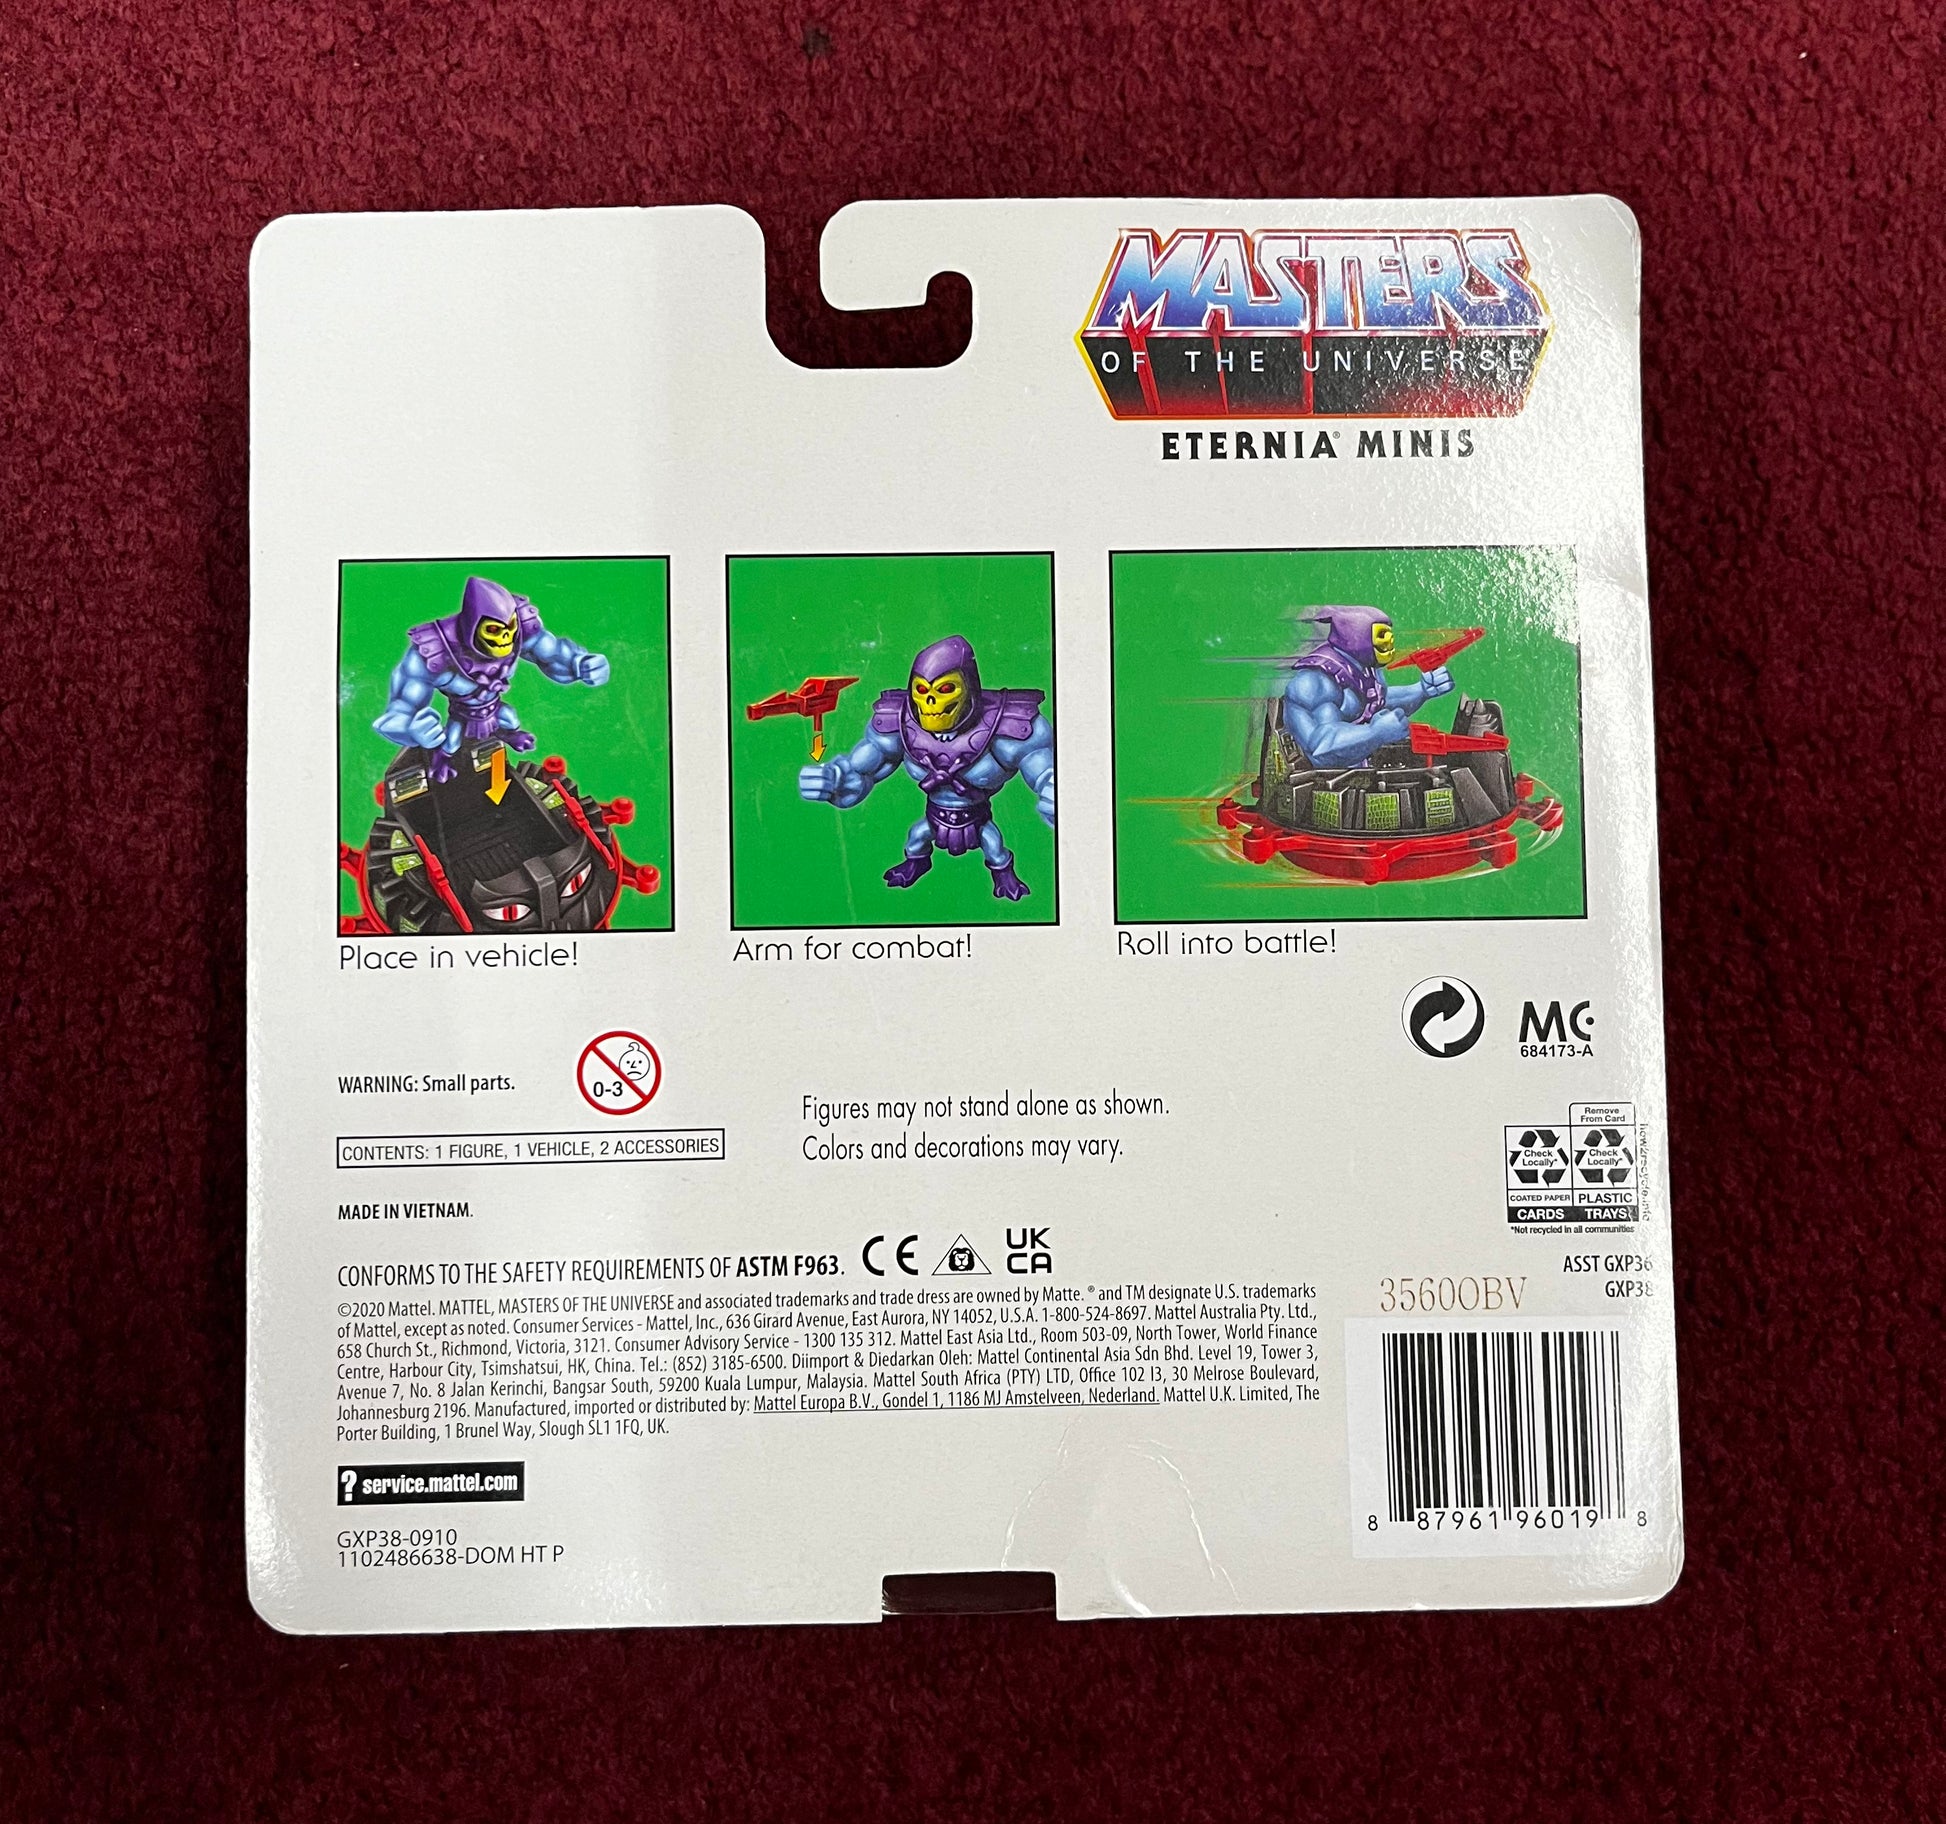 MASTERS
OF THE UNIVERSE
ETERNIA® MINIS
Place in vehicle!
Arm for combat!
Roll into battle!
MC
684173-A
WARNING: Small parts.
0-3
Figures may not stand alone as shown.
Colors and decorations may vary.
CONTENTS: 1 FIGURE, 1 VEHICLE, 2 ACCESSORIES
Remove
From Card
Check
Locally*
Check
Locally*
COATED PAPER
PLASTIC
CARDS
TRAYS
*Not recycled in all communities
how2recycle.info
MADE IN VIETNAM.
CONFORMS TO THE SAFETY REQUIREMENTS OF ASTM F963.
CE
UK
CA
ASST GXP36
GXP38
35600BV
©2020 Mattel. MATTEL, MASTERS OF THE UNIVERSE and associated trademarks and trade dress are owned by Matte. ® and TM designate U.S. trademarks
of Mattel, except as noted. Consumer Services - Mattel, Inc., 636 Girard Avenue, East Aurora, NY 14052, U.S.A. 1-800-524-8697. Mattel Australia Pty. Ltd.,
658 Church St., Richmond, Victoria, 3121. Consumer Advisory Service - 1300 135 312. Mattel East Asia Ltd., Room 503-09, North Tower, World Finance
Centre, Harbour City, Tsimshatsui, HK, China. Tel.: (852) 3185-6500. Diimport & Diedarkan Oleh: Mattel Continental Asia Sdn Bhd. Level 19, Tower 3,
Avenue 7, No. 8 Jalan Kerinchi, Bangsar South, 59200 Kuala Lumpur, Malaysia. Mattel South Africa (PTY) LTD, Office 102 I3, 30 Melrose Boulevard,
Johannesburg 2196. Manufactured, imported or distributed by: Mattel Europa B.V., Gondel 1, 1186 MJ Amstelveen, Nederland. Mattel U.K. Limited, The
Porter Building, 1 Brunel Way, Slough SL1 1FQ, UK.
? service.mattel.com
GXP38-0910
1102486638-DOM HT P
8 87961 96019 8